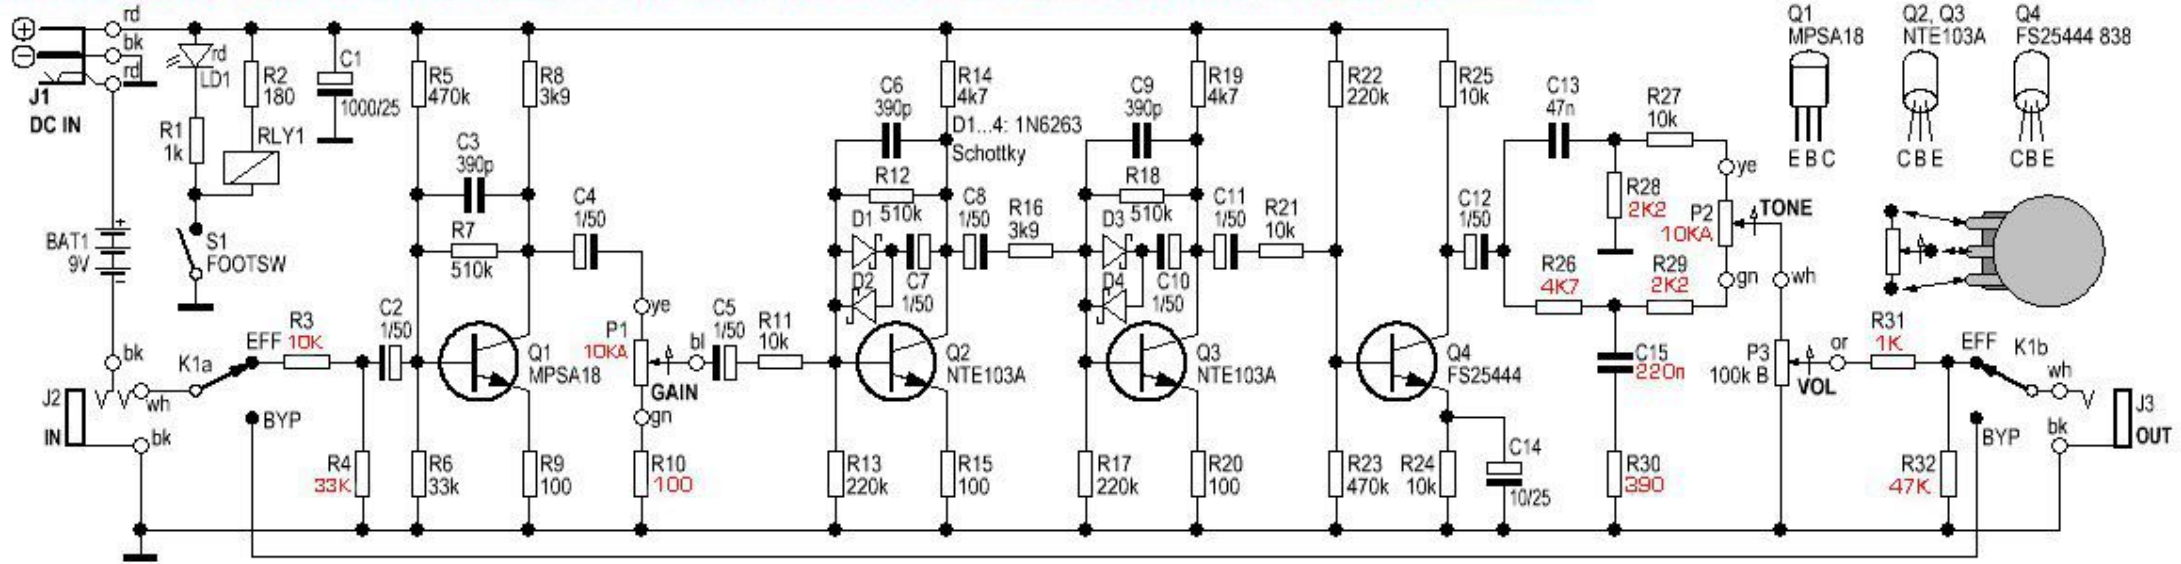 rd
bk
rd
J1
DC IN
rd
LD1
R1
1k
R2
180
RLY1
C1
1000/25
BAT1
9V
+
−
S1
FOOTSW
R5
470k
R8
3k9
C3
390p
R7
510k
C4
1/50
C6
390p
R14
4k7
D1...4: 1N6263
Schottky
R12
510k
D1
D2
C7
1/50
C8
1/50
R16
3k9
C9
390p
R19
4k7
R18
510k
D3
D4
C10
1/50
C11
1/50
R21
10k
R22
220k
R25
10k
C12
1/50
C13
47n
R27
10k
R28
2K2
ye
P2
10KA
TONE
R26
4K7
R29
2K2
gn
wh
Q1
MPSA18
E B C
Q2, Q3
NTE103A
C B E
Q4
FS25444 838
C B E
bk
J2
IN
wh
bk
K1a
EFF
BYP
R3
10K
C2
1/50
R4
33K
R6
33k
Q1
MPSA18
R9
100
ye
P1
10KA
GAIN
bl
gn
R10
100
C5
1/50
R11
10k
Q2
NTE103A
R13
220k
R15
100
Q3
NTE103A
R17
220k
R20
100
Q4
FS25444
R23
470k
R24
10k
C14
10/25
C15
220n
R30
390
P3
100k B
VOL
or
R31
1K
EFF
K1b
wh
BYP
bk
J3
OUT
R32
47K